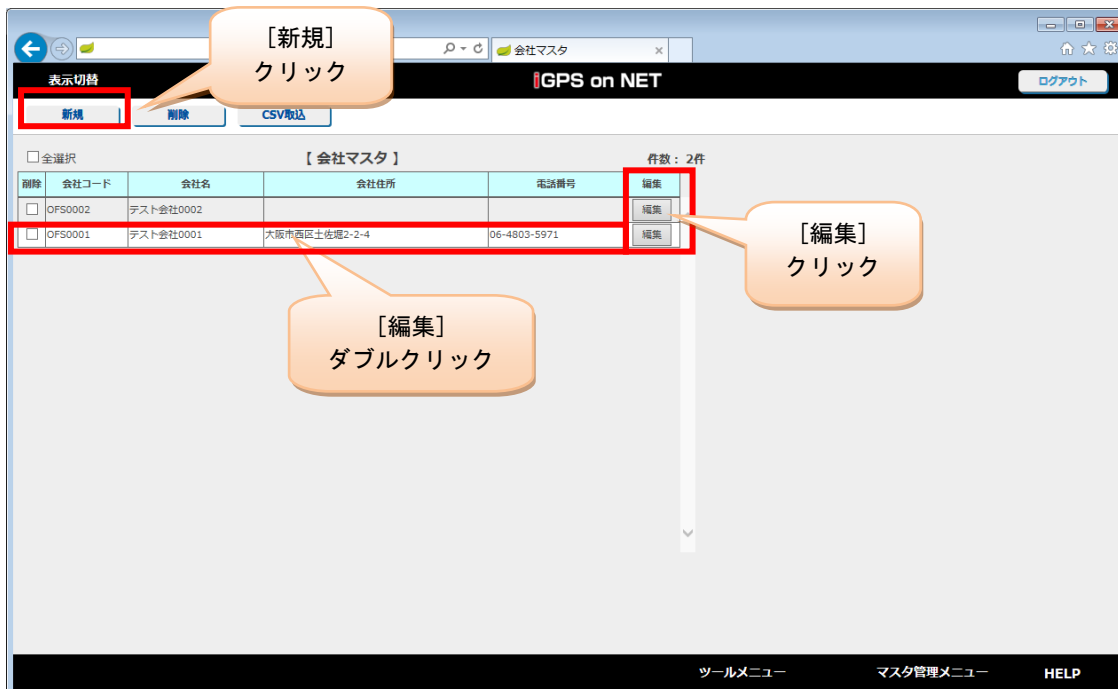 [新規]
クリック
会社マスタ
表示切替
iGPS on NET
ログアウト
新規
削除
CSV取込
全選択
【 会社マスタ 】
件数： 2件
削除 会社コード 会社名 会社住所 電話番号 編集
OFS0002 テスト会社0002 編集
OFS0001 テスト会社0001 大阪市西区土佐堀2-2-4 06-4803-5971 編集
[編集]
クリック
[編集]
ダブルクリック
ツールメニュー
マスタ管理メニュー
HELP